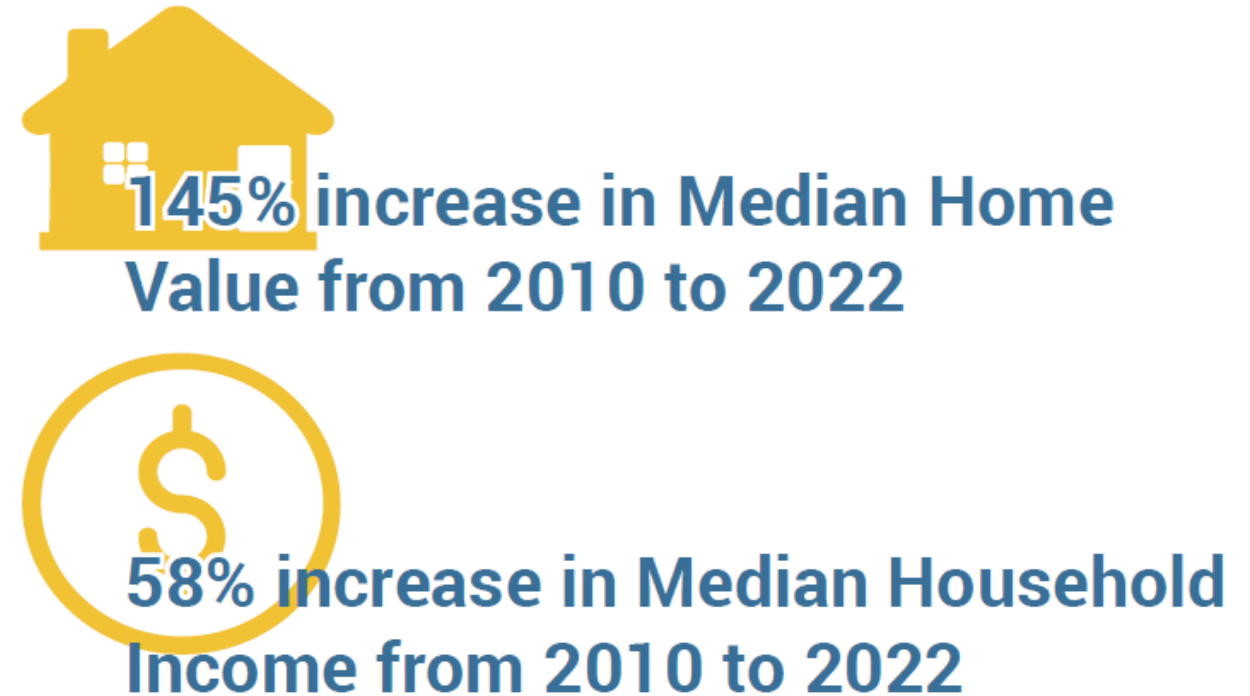 145% increase in Median Home
Value from 2010 to 2022
$
58% increase in Median Household
Income from 2010 to 2022